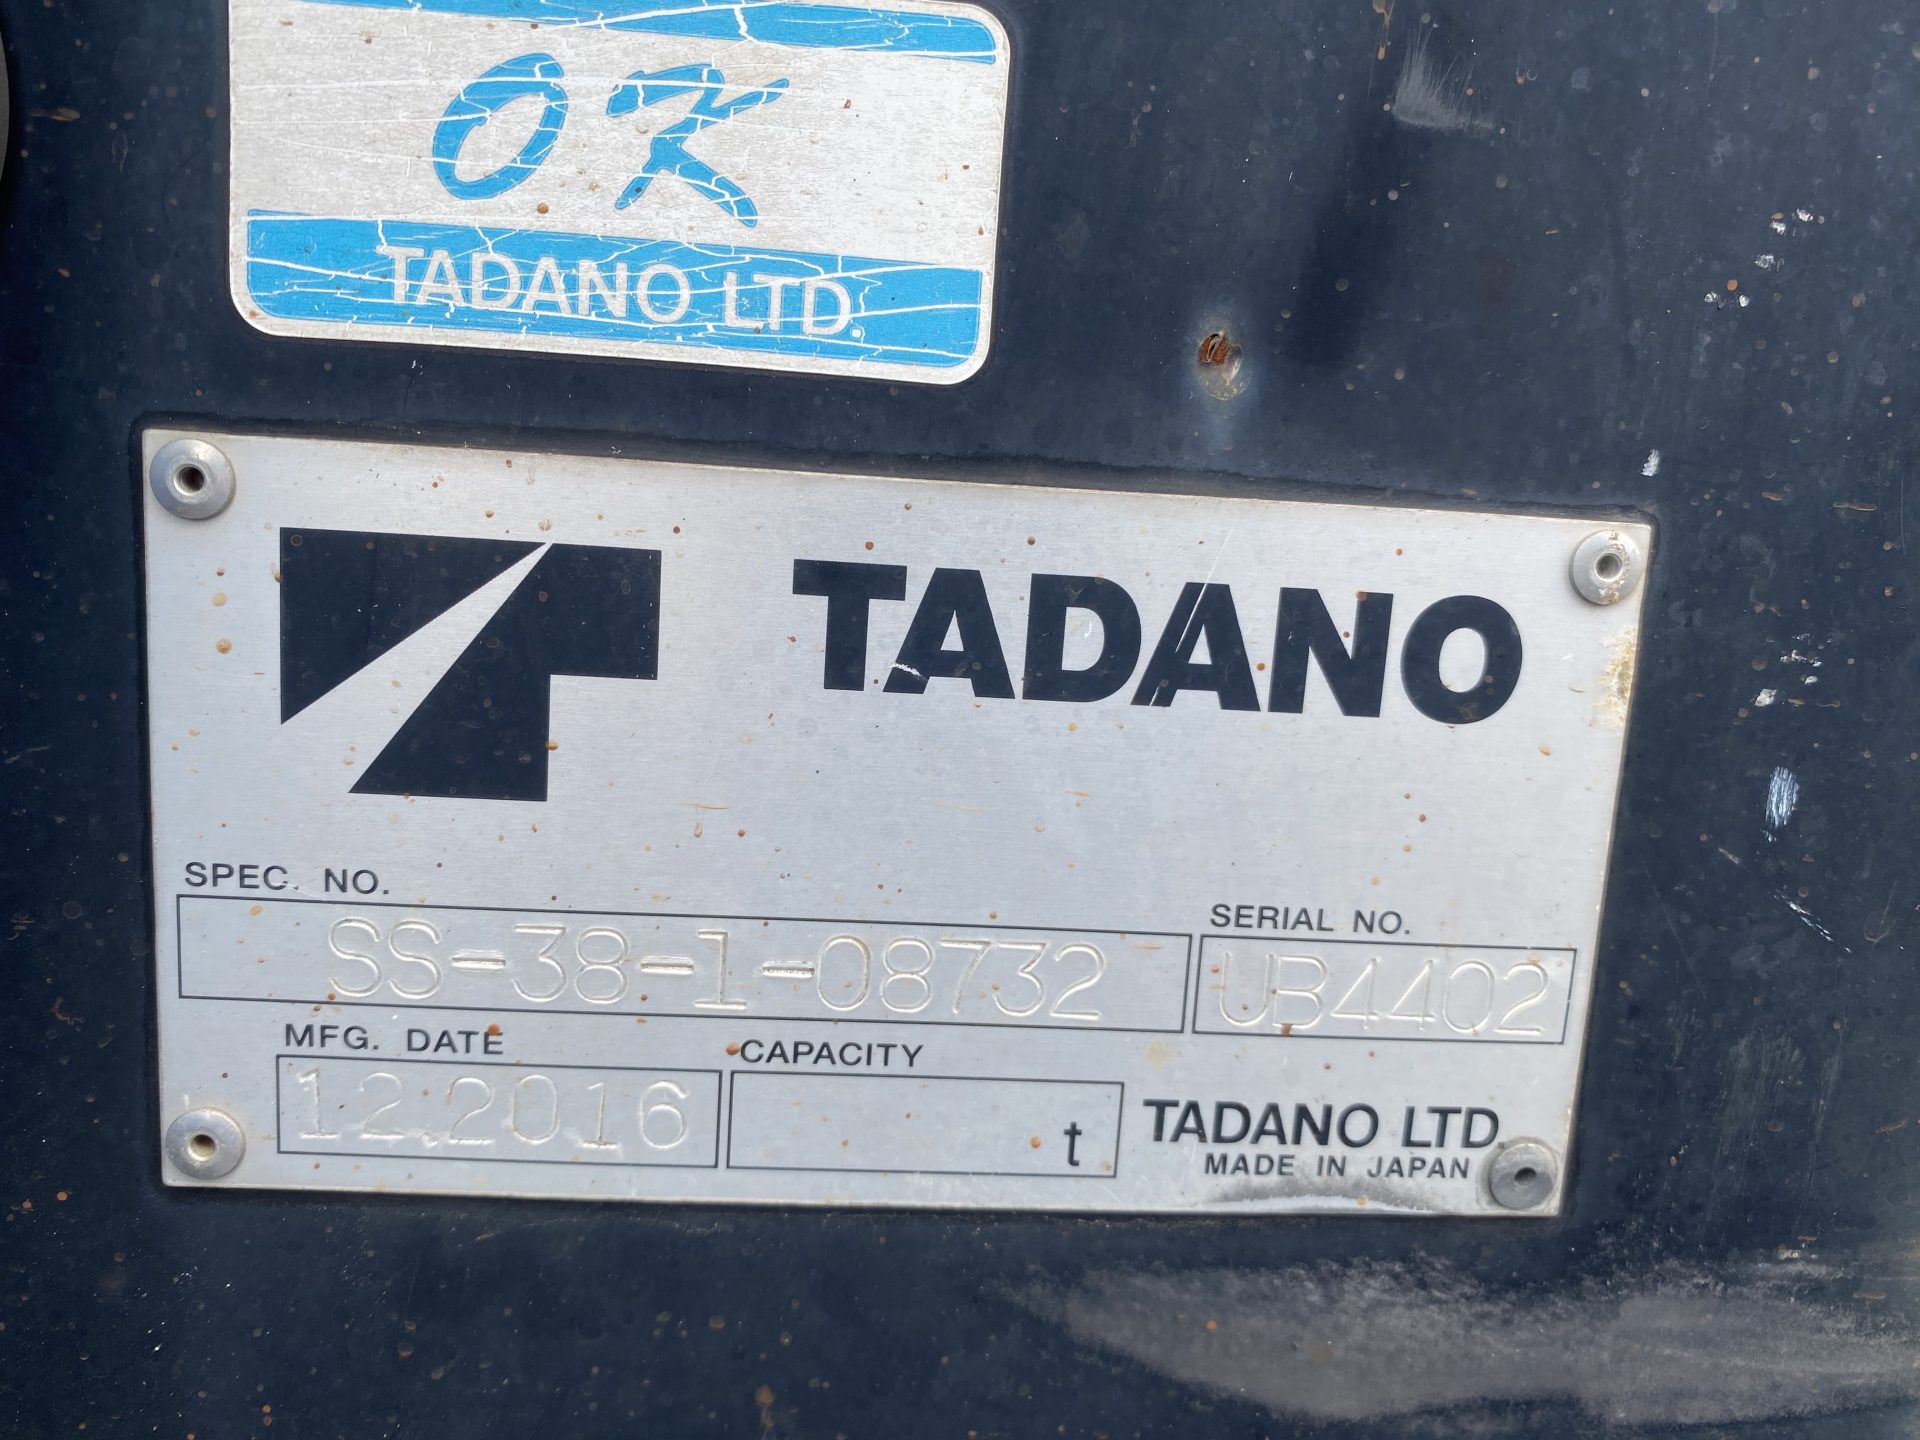 OK
TADANO LTD.
TADANO
SPEC. NO.
SS-38-1-08732
SERIAL NO.
UB4402
MFG. DATE
12.2016
CAPACITY
t
TADANO LTD.
MADE IN JAPAN